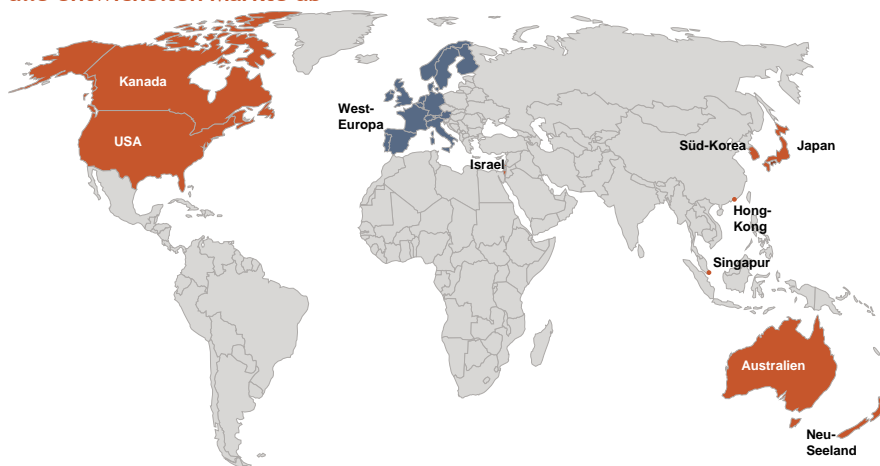 Kanada
USA
West-
Europa
Israel
Süd-Korea
Japan
Hong-
Kong
Singapur
Australien
Neu-
Seeland